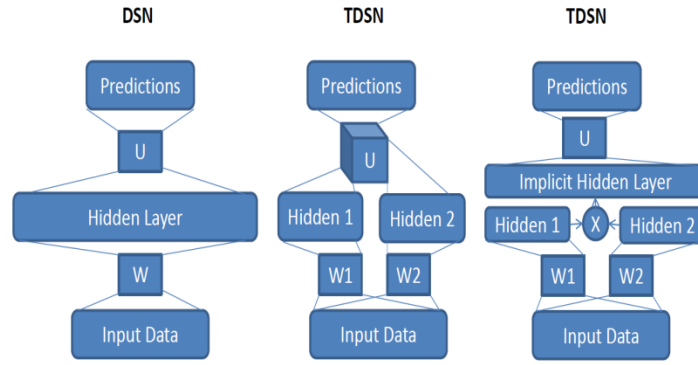 DSN
Predictions
U
Hidden Layer
W
Input Data
TDSN
Predictions
U
Hidden 1
Hidden 2
W1
W2
Input Data
TDSN
Predictions
U
Implicit Hidden Layer
Hidden 1
X
Hidden 2
W1
W2
Input Data